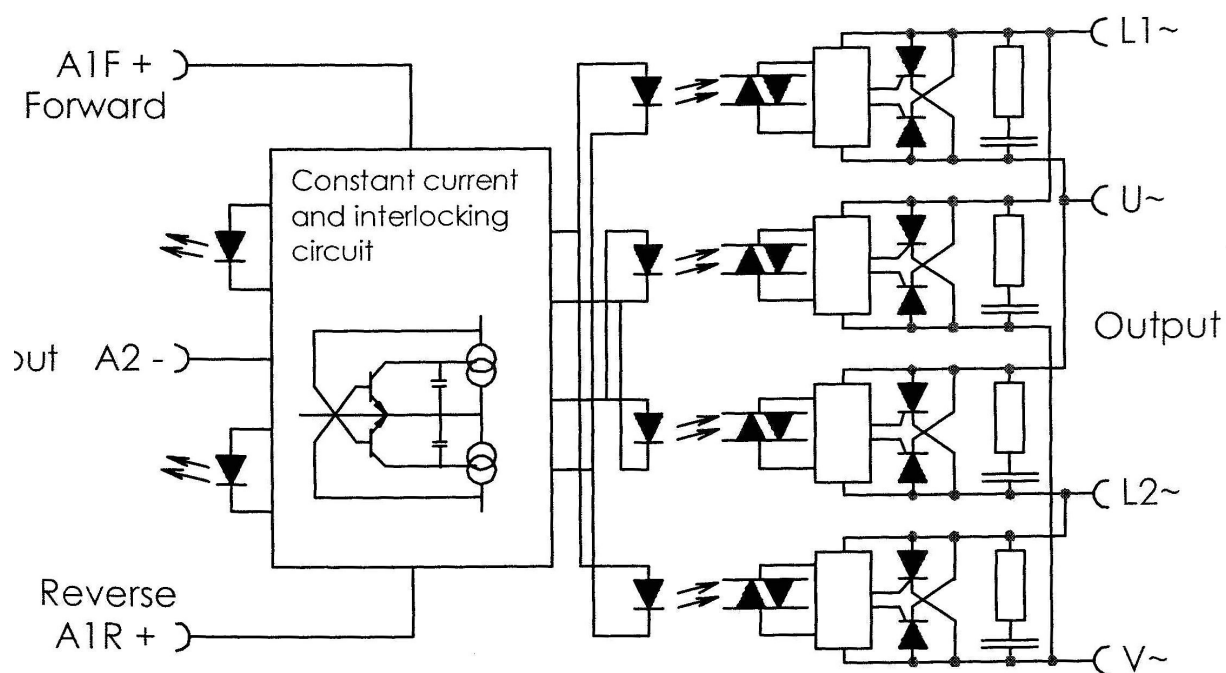 A1F +
Forward
Constant current
and interlocking
circuit
A2 -
Reverse
A1R +
L1~
U~
Output
L2~
V~